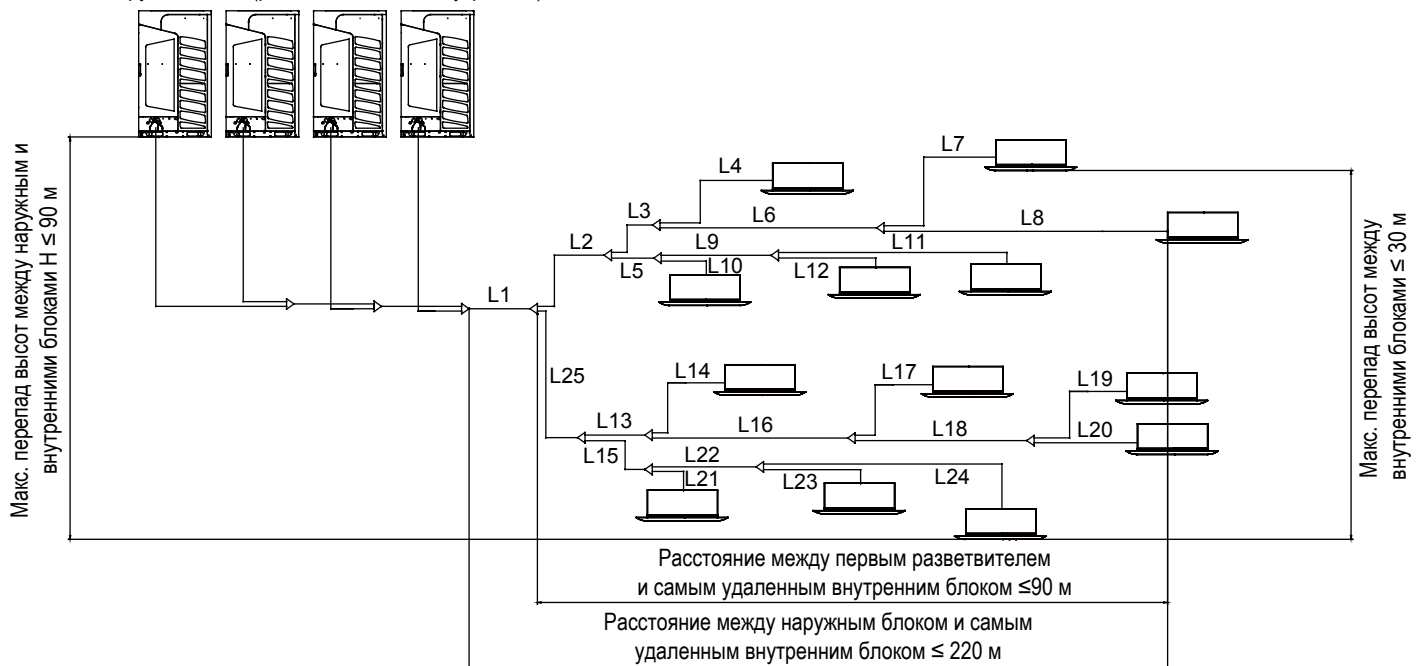 Макс. перепад высот между наружным и
внутренними блоками H ≤ 90 м
L7
L4
L3
L6
L8
L2
L9
L11
L5
L10
L12
L1
Макс. перепад высот между
внутренними блоками ≤ 30 м
L25
L14
L17
L19
L13
L16
L18
L20
L15
L22
L21
L23
L24
Расстояние между первым разветвителем
и самым удаленным внутренним блоком ≤90 м
Расстояние между наружным блоком и самым
удаленным внутренним блоком ≤ 220 м